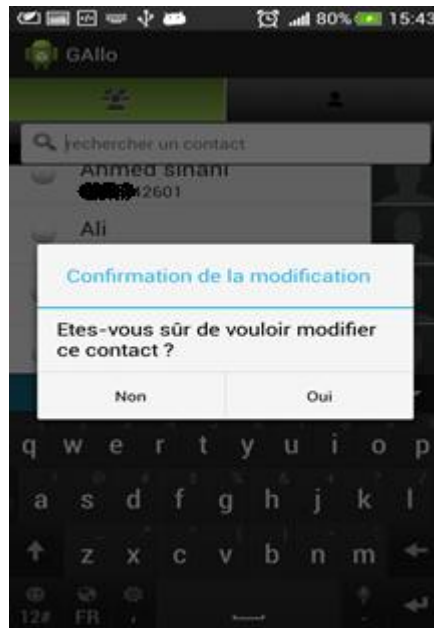 80% 15:43
GAllo
rechercher un contact
Ahmed sinani
42601
Ali
Confirmation de la modification
Etes-vous sûr de vouloir modifier
ce contact ?
Non Oui
q w e r t y u i o p
a s d f g h j k l
z x c v b n m
12# FR ,